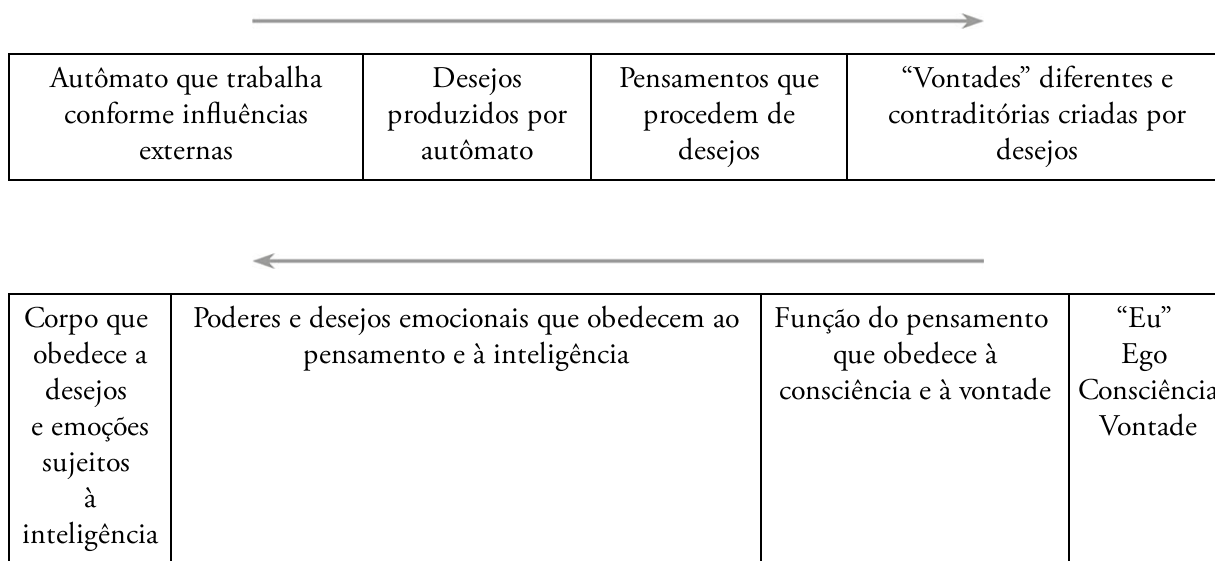 Autômato que trabalha
conforme influências
externas
Desejos
produzidos por
autômato
Pensamentos que
procedem de
desejos
“Vontades” diferentes e
contraditórias criadas por
desejos
Corpo que
obedece a
desejos
e emoções
sujeitos
à
inteligência
Poderes e desejos emocionais que obedecem ao
pensamento e à inteligência
Função do pensamento
que obedece à
consciência e à vontade
“Eu”
Ego
Consciência
Vontade